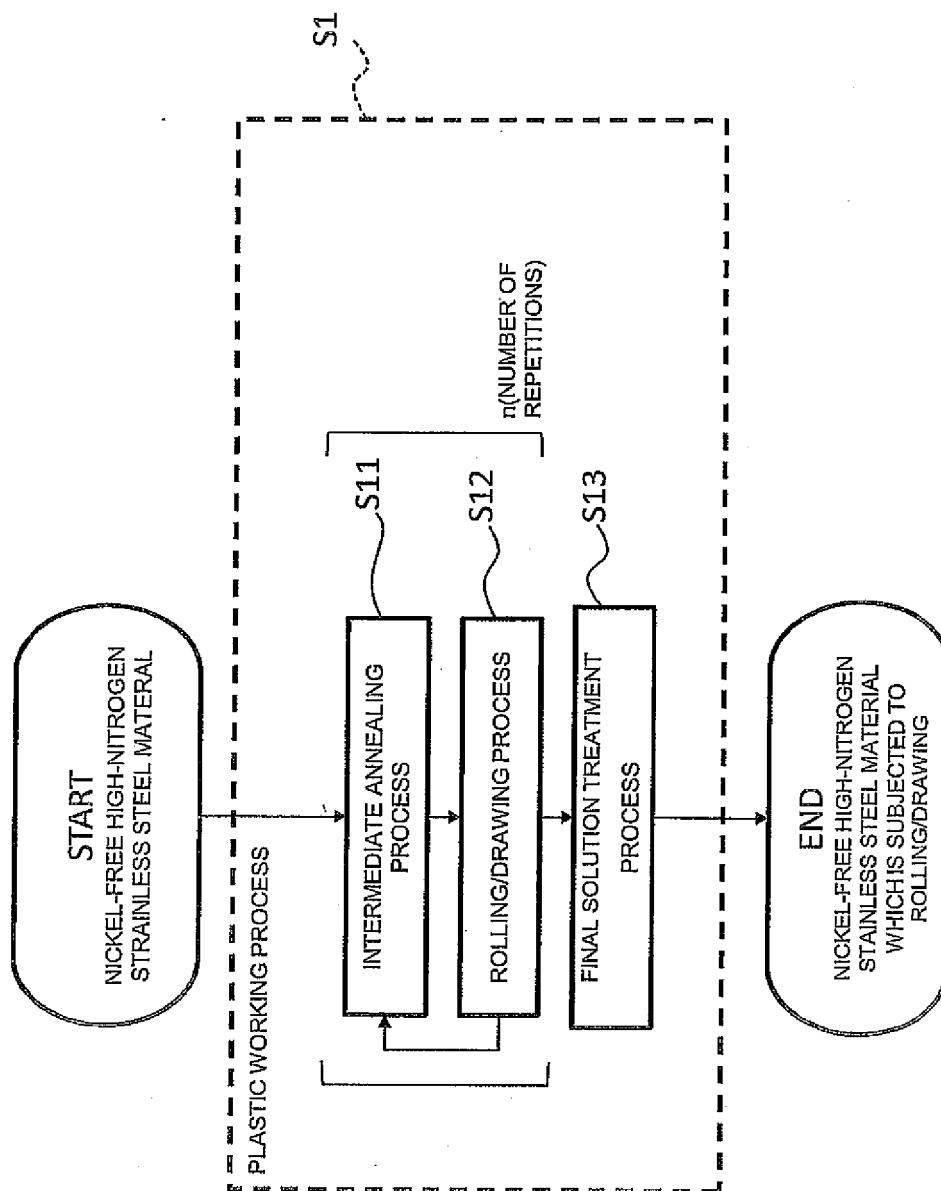 START
NICKEL-FREE HIGH-NITROGEN
STRAINLESS STEEL MATERAL
PLASTIC WORKING PROCESS
S1
INTERMEDIATE ANNEALING
PROCESS
S11
ROLLING/DRAWING PROCESS
S12
n(NUMBER OF
REPETITIONS)
FINAL SOLUTION TREATMENT
PROCESS
S13
END
NICKEL-FREE HIGH-NITROGEN
STAINLESS STEEL MATERIAL
WHICH IS SUBJECTED TO
ROLLING/DRAWING